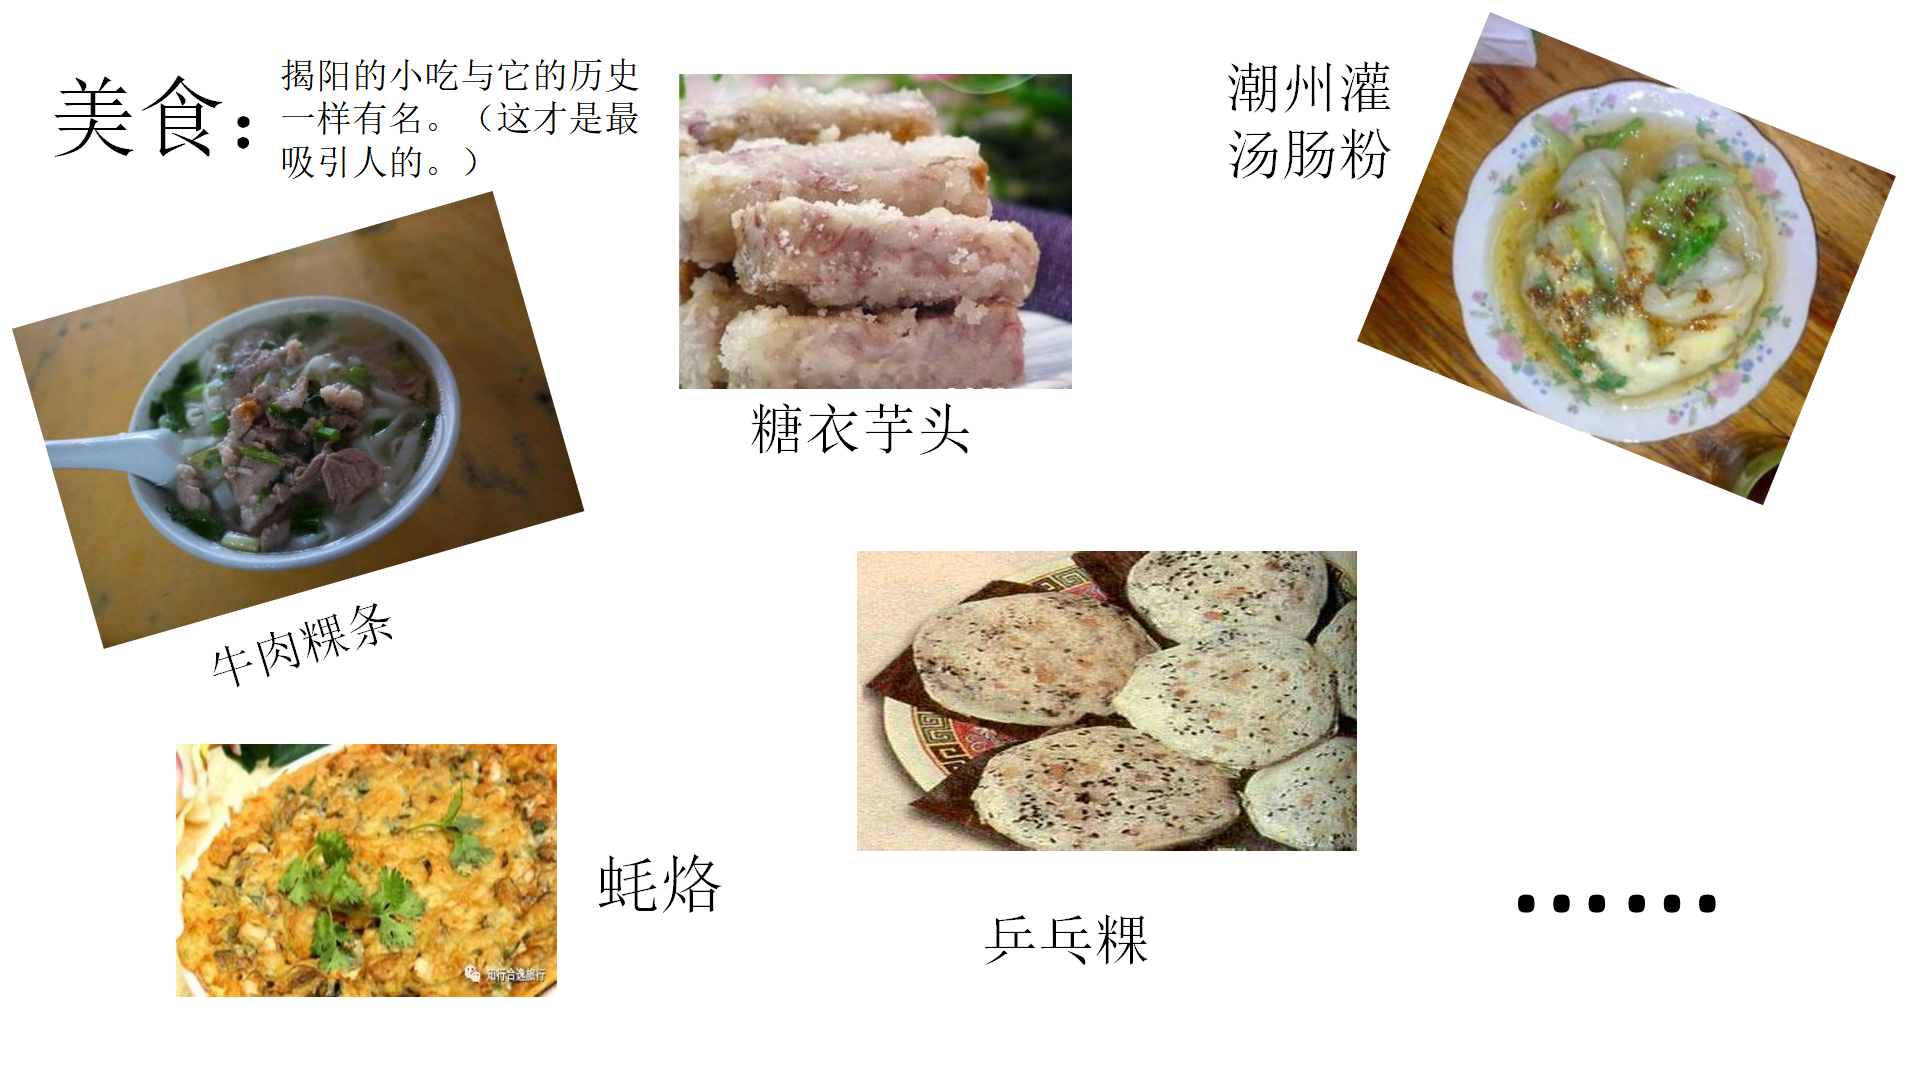 美食：
揭阳的小吃与它的历史
一样有名。（这才是最
吸引人的。）
潮州灌
汤肠粉
糖衣芋头
牛肉粿条
蚝烙
乒乓粿
知行合逸旅行
……